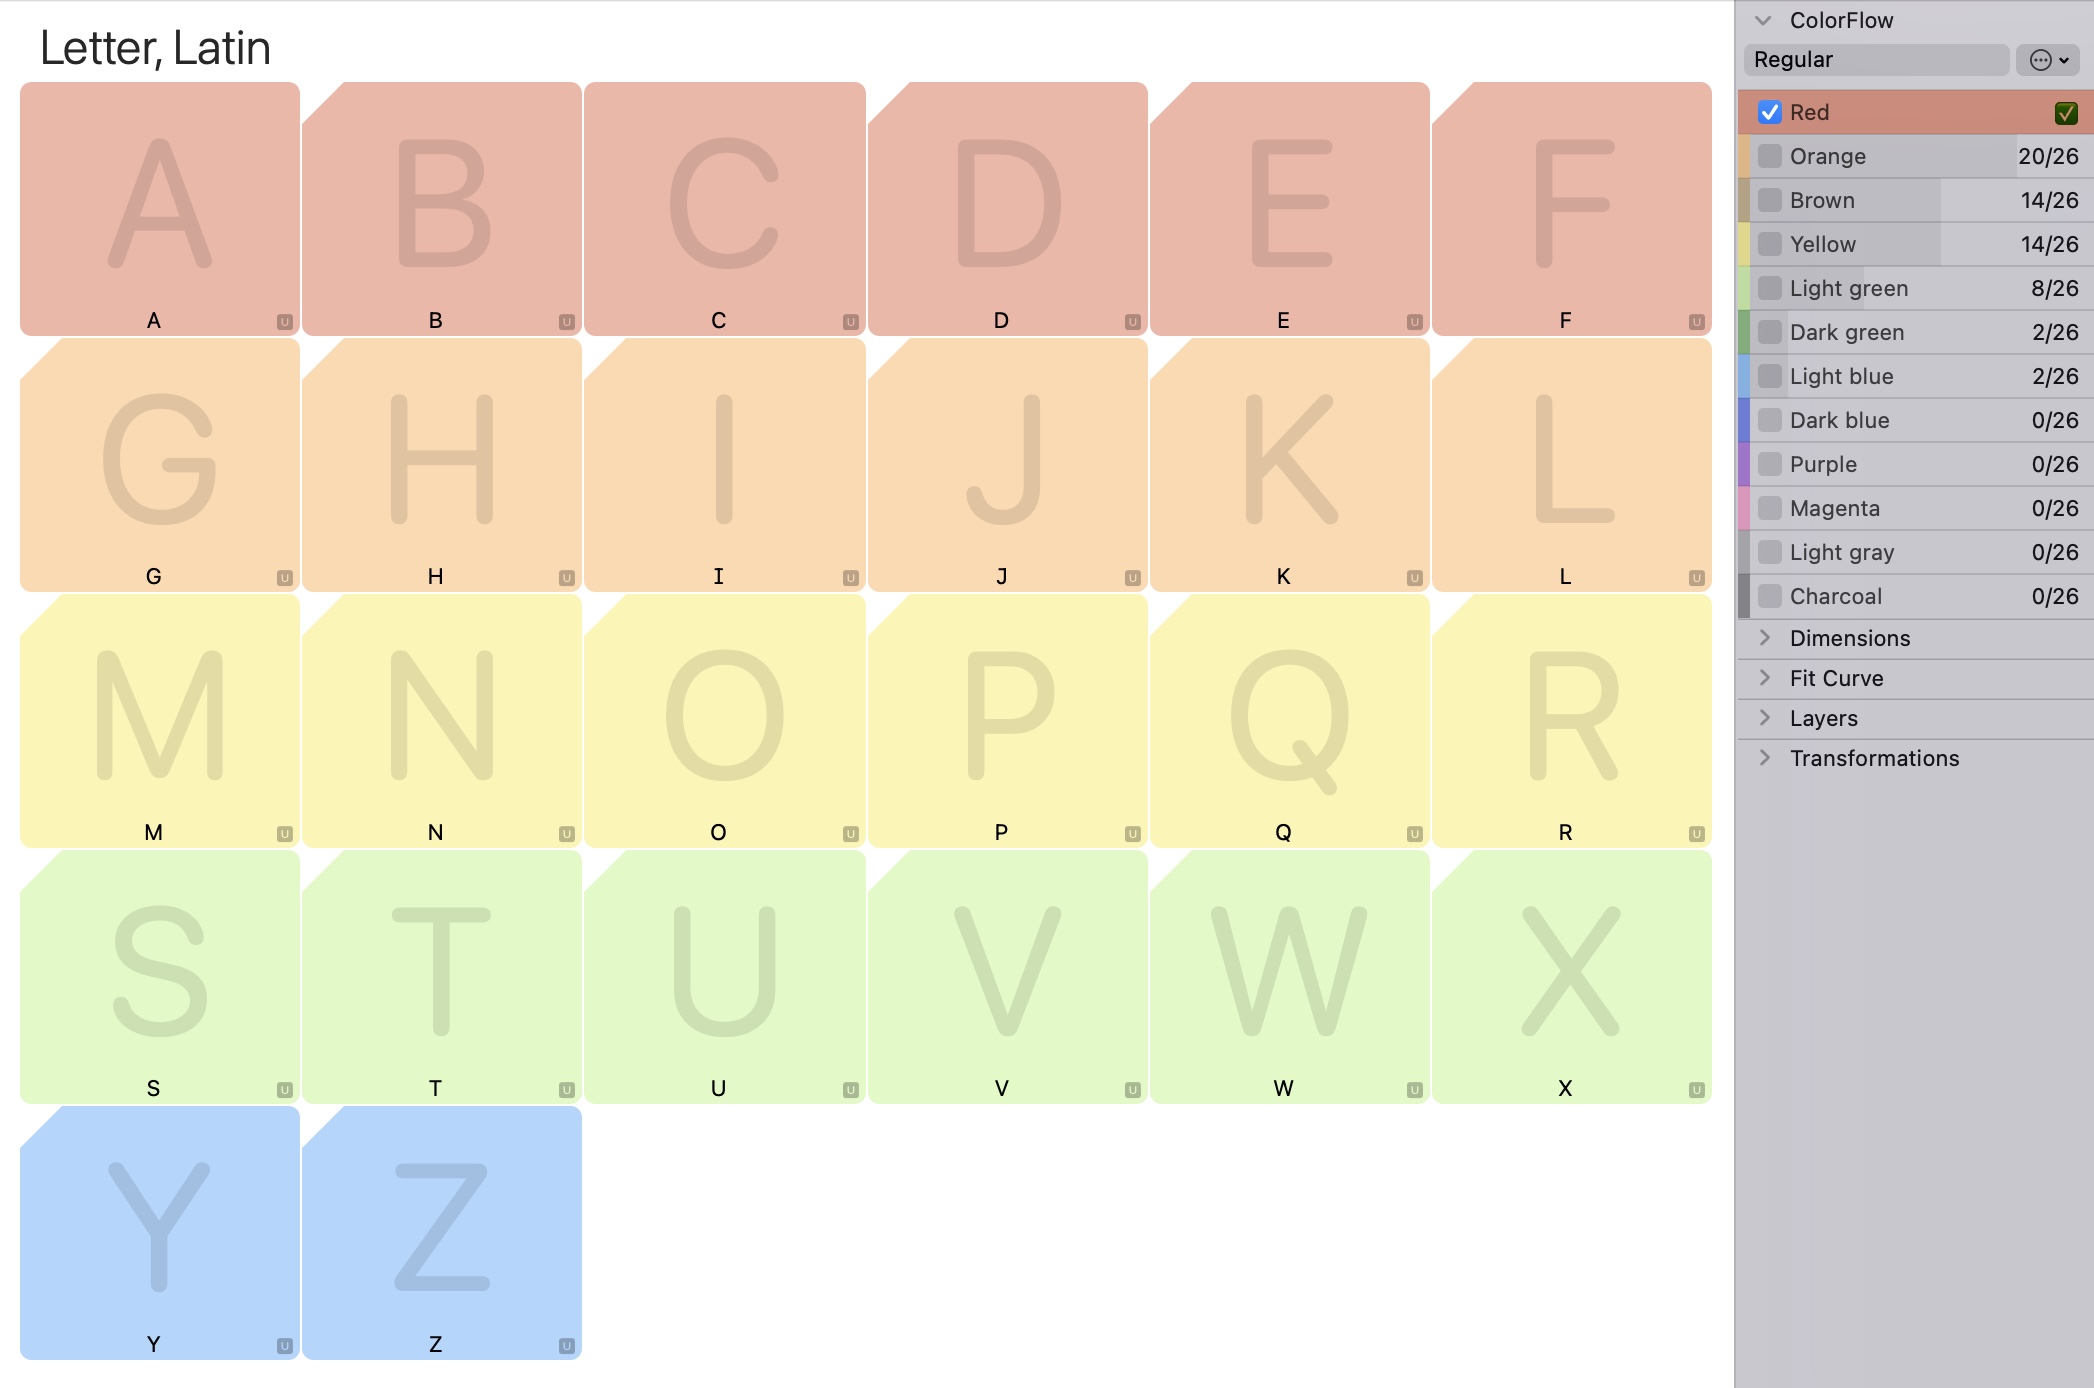 Letter, Latin
A B C D E F
A U B U C U D U E U F U
G H I J K L
G U H U I U J U K U L U
M N O P Q R
M U N U O U P U Q U R U
S T U V W X
S U T U U U V U W U X U
Y Z
Y U Z U
ColorFlow
Regular
Red
Orange 20/26
Brown 14/26
Yellow 14/26
Light green 8/26
Dark green 2/26
Light blue 2/26
Dark blue 0/26
Purple 0/26
Magenta 0/26
Light gray 0/26
Charcoal 0/26
Dimensions
Fit Curve
Layers
Transformations